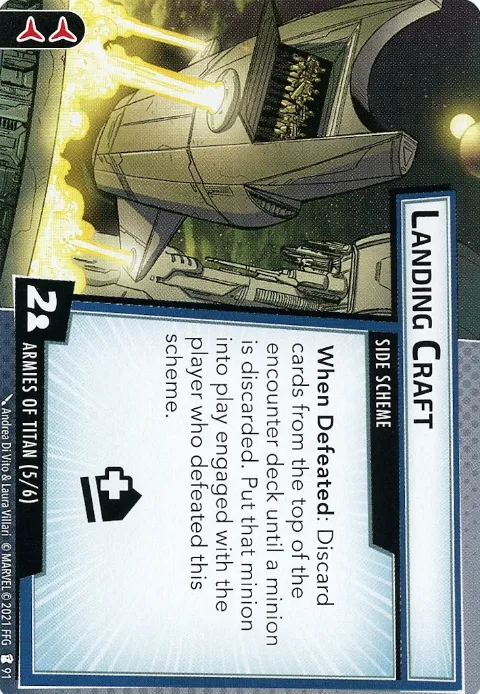 LANDING CRAFT
SIDE SCHEME
When Defeated: Discard
cards from the top of the
encounter deck until a minion
is discarded. Put that minion
into play engaged with the
player who defeated this
scheme.
2
ARMIES OF TITAN (5/6)
Andrea Di Vito & Laura Villari © MARVEL © 2021 FFG 91